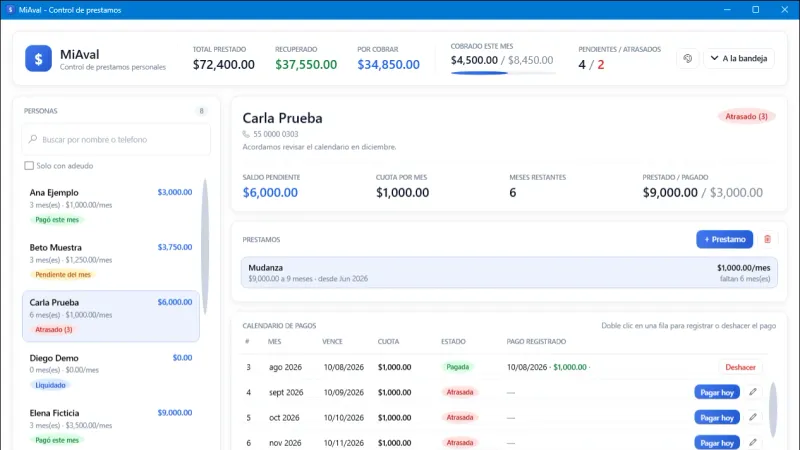 MiAval - Control de prestamos
$
MiAval
Control de prestamos personales
TOTAL PRESTADO
$72,400.00
RECUPERADO
$37,550.00
POR COBRAR
$34,850.00
COBRADO ESTE MES
$4,500.00 / $8,450.00
PENDIENTES / ATRASADOS
4 / 2
A la bandeja
PERSONAS
8
Buscar por nombre o telefono
Solo con adeudo
Ana Ejemplo $3,000.00
3 mes(es) · $1,000.00/mes
Pagó este mes
Beto Muestra $3,750.00
3 mes(es) · $1,250.00/mes
Pendiente del mes
Carla Prueba $6,000.00
6 mes(es) · $1,000.00/mes
Atrasado (3)
Diego Demo $0.00
0 mes(es) · $0.00/mes
Liquidado
Elena Ficticia $9,000.00
3 mes(es) · $3,500.00/mes
Pagó este mes
Carla Prueba
Atrasado (3)
55 0000 0303
Acordamos revisar el calendario en diciembre.
SALDO PENDIENTE
$6,000.00
CUOTA POR MES
$1,000.00
MESES RESTANTES
6
PRESTADO / PAGADO
$9,000.00 / $3,000.00
PRESTAMOS
+ Prestamo
Mudanza $1,000.00/mes
$9,000.00 a 9 meses · desde Jun 2026 faltan 6 mes(es)
CALENDARIO DE PAGOS Doble clic en una fila para registrar o deshacer el pago
# MES VENCE CUOTA ESTADO PAGO REGISTRADO
3 ago 2026 10/08/2026 $1,000.00 Pagada 10/08/2026 · $1,000.00 · Deshacer
4 sept 2026 10/09/2026 $1,000.00 Atrasada — Pagar hoy
5 oct 2026 10/10/2026 $1,000.00 Atrasada — Pagar hoy
6 nov 2026 10/11/2026 $1,000.00 Atrasada — Pagar hoy